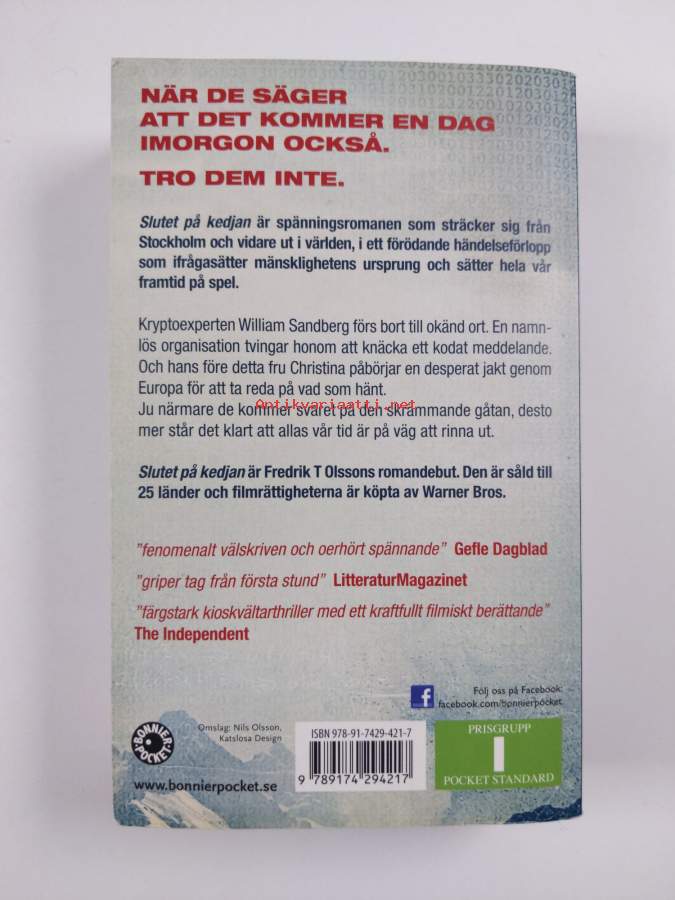 NÄR DE SÄGER
ATT DET KOMMER EN DAG
IMORGON OCKSÅ.
TRO DEM INTE.
Slutet på kedjan är spänningsromanen som sträcker sig från
Stockholm och vidare ut i världen, i ett förödande händelseförlopp
som ifrågasätter mänsklighetens ursprung och sätter hela vår
framtid på spel.
Kryptoexperten William Sandberg förs bort till okänd ort. En namn-
lös organisation tvingar honom att knäcka ett kodat meddelande.
Och hans före detta fru Christina påbörjar en desperat jakt genom
Europa för att ta reda på vad som hänt.
Antikvariaatti.net
Ju närmare de kommer svaret på den skrämmande gåtan, desto
mer står det klart att allas vår tid är på väg att rinna ut.
Slutet på kedjan är Fredrik T Olssons romandebut. Den är såld till
25 länder och filmrättigheterna är köpta av Warner Bros.
"fenomenalt välskriven och oerhört spännande" Gefle Dagblad
"griper tag från första stund" LitteraturMagazinet
"färgstark kioskvältarthriller med ett kraftfullt filmiskt berättande"
The Independent
Följ oss på Facebook:
facebook.com/bonnierpocket
BONNIER
POCKET
Omslag: Nils Olsson,
Katslösa Design
www.bonnierpocket.se
ISBN 978-91-7429-421-7
9 789174 294217
PRISGRUPP
1
POCKET STANDARD